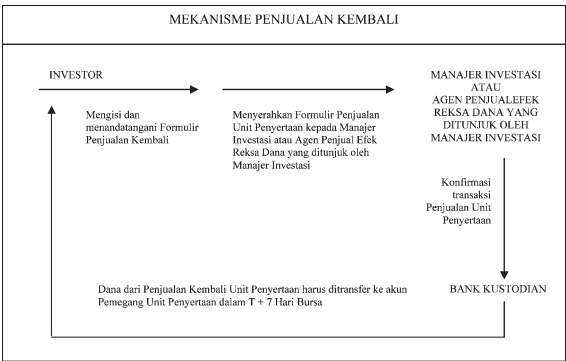 MEKANISME PENJUALAN KEMBALI
INVESTOR
Mengisi dan
menandatangani Formulir
Penjualan Kembali
Menyerahkan Formulir Penjualan
Unit Penyertaan kepada Manajer
Investasi atau Agen Penjual Efek
Reksa Dana yang ditunjuk oleh
Manajer Investasi
MANAJER INVESTASI
ATAU
AGEN PENJUALEFEK
REKSA DANA YANG
DITUNJUK OLEH
MANAJER INVESTASI
Konfirmasi
transaksi
Penjualan Unit
Penyertaan
Dana dari Penjualan Kembali Unit Penyertaan harus ditransfer ke akun
Pemegang Unit Penyertaan dalam T + 7 Hari Bursa
BANK KUSTODIAN